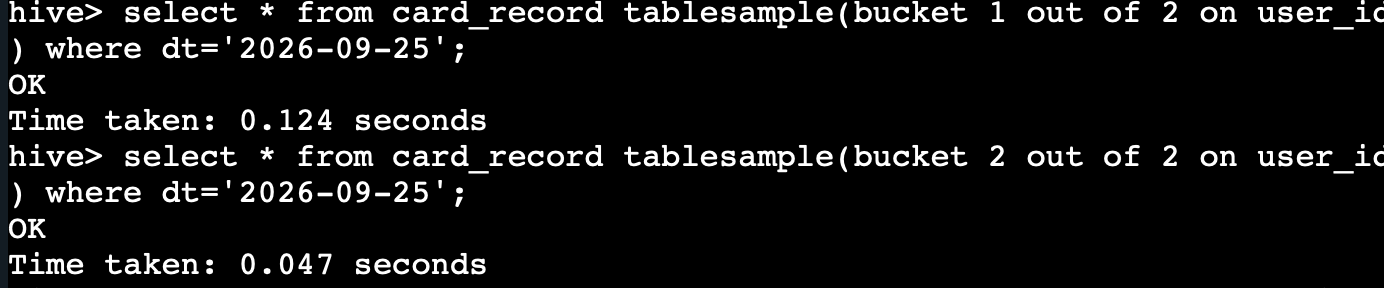 hive> select * from card_record tablesample(bucket 1 out of 2 on user_id
) where dt='2026-09-25';
OK
Time taken: 0.124 seconds
hive> select * from card_record tablesample(bucket 2 out of 2 on user_id
) where dt='2026-09-25';
OK
Time taken: 0.047 seconds